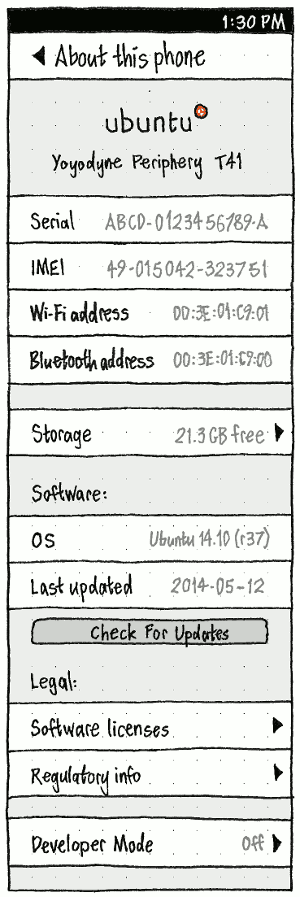 1:30 PM
About this phone
ubuntu
Yoyodyne Periphery T41
Serial ABCD-0123456789-A
IMEI 49-015042-323751
Wi-Fi address 00:3E:01:C9:01
Bluetooth address 00:3E:01:C9:00
Storage 21.3 GB free
Software:
OS Ubuntu 14.10 (r37)
Last updated 2014-05-12
Check For Updates
Legal:
Software licenses
Regulatory info
Developer Mode Off